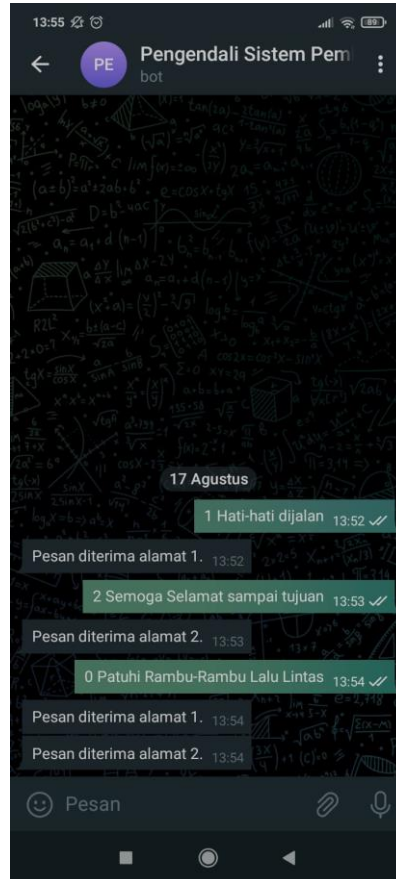 13:55
89
PE
Pengendali Sistem Pem
bot
17 Agustus
1 Hati-hati dijalan 13:52
Pesan diterima alamat 1. 13:52
2 Semoga Selamat sampai tujuan 13:53
Pesan diterima alamat 2. 13:53
0 Patuhi Rambu-Rambu Lalu Lintas 13:54
Pesan diterima alamat 1. 13:54
Pesan diterima alamat 2. 13:54
Pesan